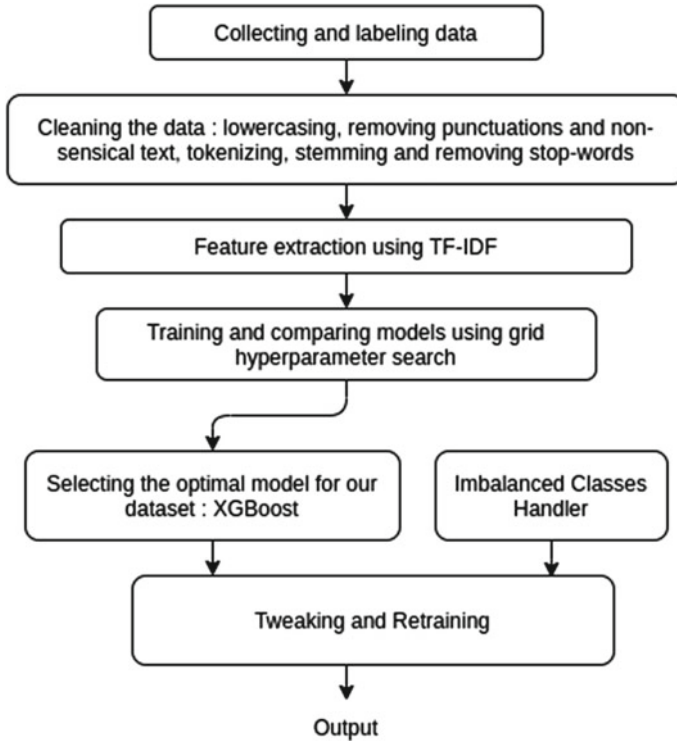 Collecting and labeling data
Cleaning the data : lowercasing, removing punctuations and non-
sensical text, tokenizing, stemming and removing stop-words
Feature extraction using TF-IDF
Training and comparing models using grid
hyperparameter search
Selecting the optimal model for our
dataset : XGBoost
Imbalanced Classes
Handler
Tweaking and Retraining
Output